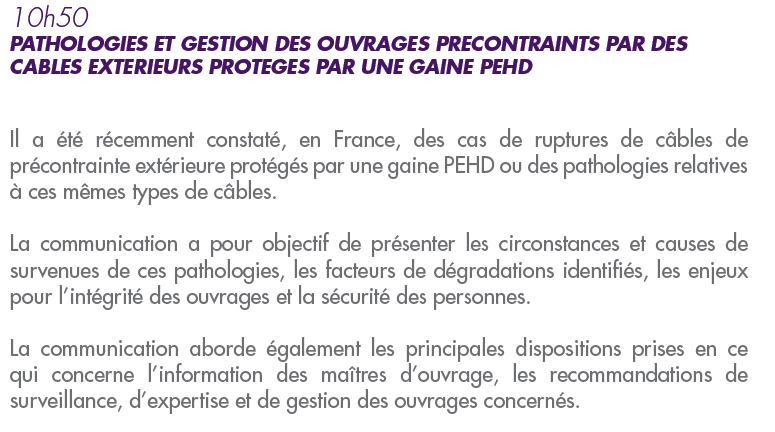 10h50
PATHOLOGIES ET GESTION DES OUVRAGES PRECONTRAINTS PAR DES
CABLES EXTERIEURS PROTEGES PAR UNE GAINE PEHD
Il a été récemment constaté, en France, des cas de ruptures de câbles de
précontrainte extérieure protégés par une gaine PEHD ou des pathologies relatives
à ces mêmes types de câbles.
La communication a pour objectif de présenter les circonstances et causes de
survenues de ces pathologies, les facteurs de dégradations identifiés, les enjeux
pour l’intégrité des ouvrages et la sécurité des personnes.
La communication aborde également les principales dispositions prises en ce
qui concerne l’information des maîtres d’ouvrage, les recommandations de
surveillance, d’expertise et de gestion des ouvrages concernés.